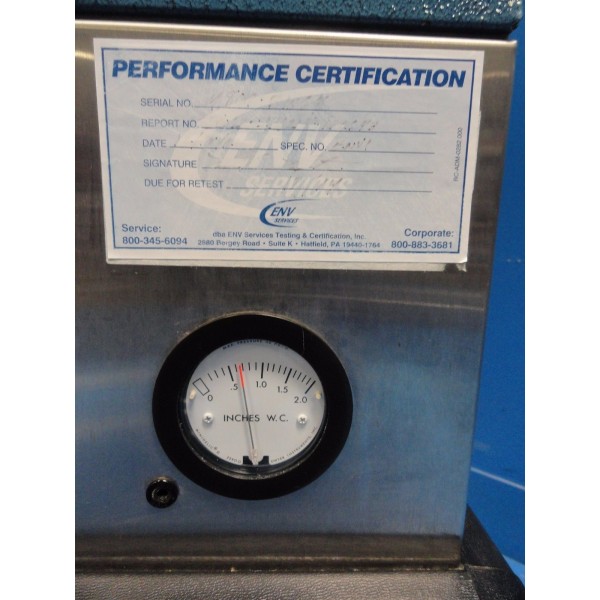 PERFORMANCE CERTIFICATION
SERIAL NO.
REPORT NO.
DATE SPEC. NO.
SIGNATURE
DUE FOR RETEST
ENV
SERVICES
ENV
SERVICES
dba ENV Services Testing & Certification, Inc.
2880 Bergey Road • Suite K • Hatfield, PA 19440-1764
Service:
800-345-6094
Corporate:
800-883-3681
0 .5 1.0 1.5 2.0
INCHES W.C.